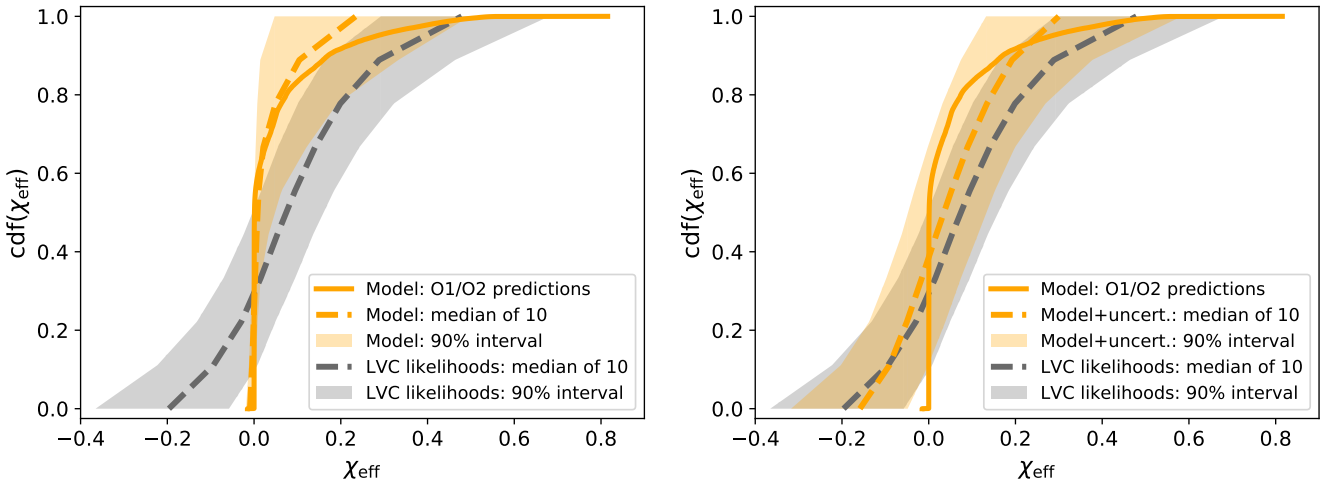 1.0
0.8
0.6
0.4
0.2
0.0
cdf(χeff)
Model: O1/O2 predictions
Model: median of 10
Model: 90% interval
LVC likelihoods: median of 10
LVC likelihoods: 90% interval
−0.4 −0.2 0.0 0.2 0.4 0.6 0.8
χeff
1.0
0.8
0.6
0.4
0.2
0.0
cdf(χeff)
Model: O1/O2 predictions
Model+uncert.: median of 10
Model+uncert.: 90% interval
LVC likelihoods: median of 10
LVC likelihoods: 90% interval
−0.4 −0.2 0.0 0.2 0.4 0.6 0.8
χeff